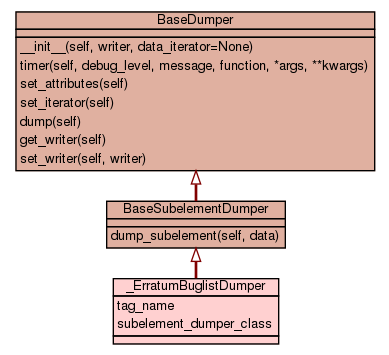 BaseDumper
__init__(self, writer, data_iterator=None)
timer(self, debug_level, message, function, *args, **kwargs)
set_attributes(self)
set_iterator(self)
dump(self)
get_writer(self)
set_writer(self, writer)
BaseSubelementDumper
dump_subelement(self, data)
_ErratumBuglistDumper
tag_name
subelement_dumper_class